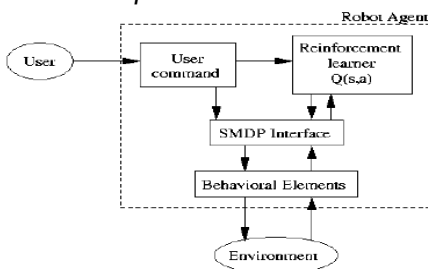 Robot Agent
User
User
command
Reinforcement
learner
Q(s,a)
SMDP Interface
Behavioral Elements
Environment